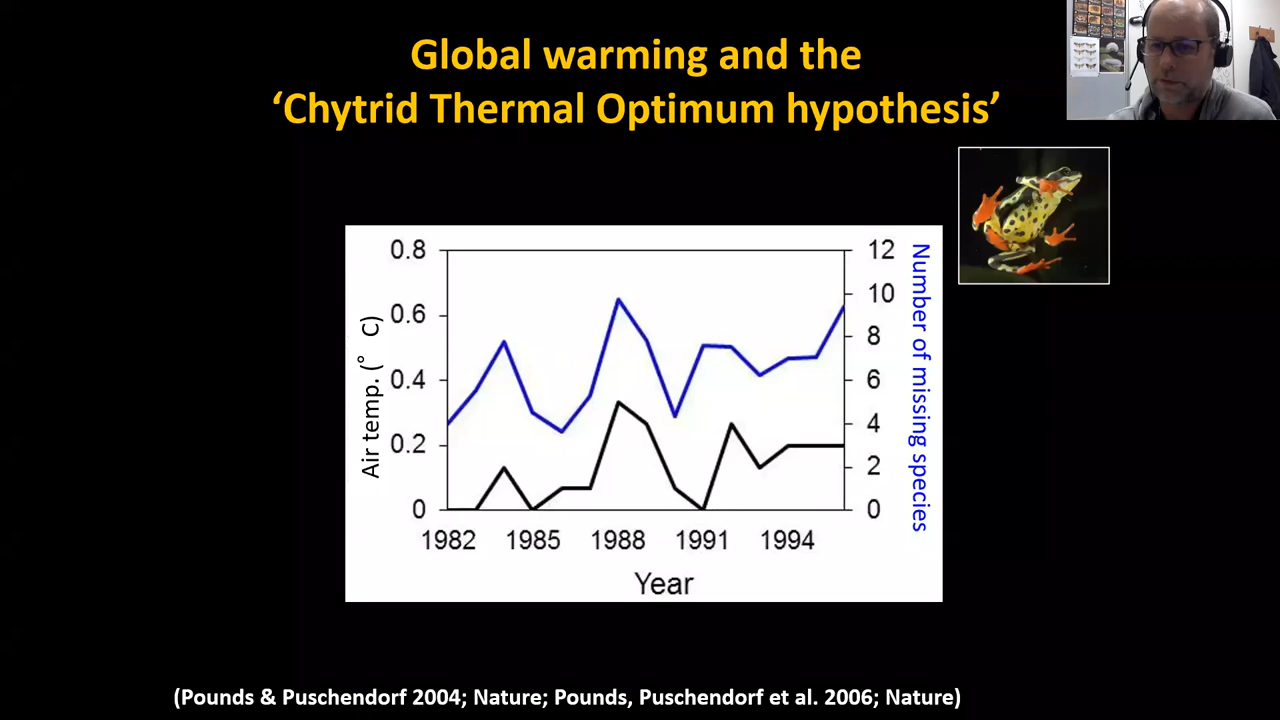 Global warming and the
‘Chytrid Thermal Optimum hypothesis’
0.8
0.6
0.4
0.2
0
Air temp. (° C)
12
10
8
6
4
2
0
Number of missing species
1982 1985 1988 1991 1994
Year
(Pounds & Puschendorf 2004; Nature; Pounds, Puschendorf et al. 2006; Nature)